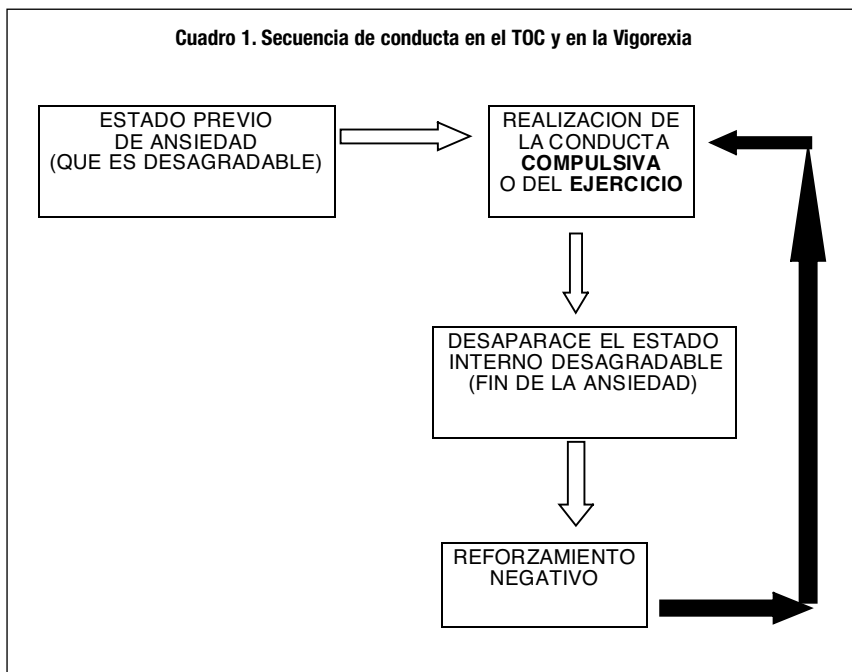 Cuadro 1. Secuencia de conducta en el TOC y en la Vigorexia
ESTADO PREVIO
DE ANSIEDAD
(QUE ES DESAGRADABLE)
REALIZACION DE
LA CONDUCTA
COMPULSIVA
O DEL EJERCICIO
DESAPARACE EL ESTADO
INTERNO DESAGRADABLE
(FIN DE LA ANSIEDAD)
REFORZAMIENTO
NEGATIVO